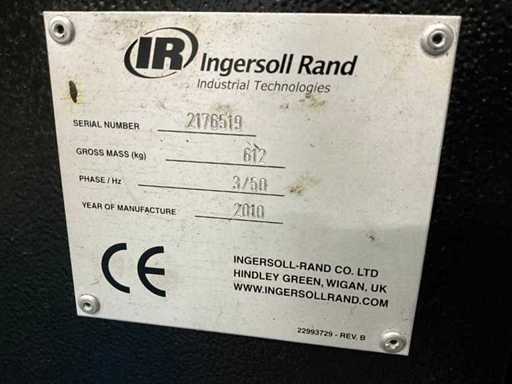 IR Ingersoll Rand
Industrial Technologies
SERIAL NUMBER 2176519
GROSS MASS (kg) 612
PHASE / Hz 3/50
YEAR OF MANUFACTURE 2010
CE
INGERSOLL-RAND CO. LTD
HINDLEY GREEN, WIGAN, UK
WWW.INGERSOLLRAND.COM
22993729 - REV. B